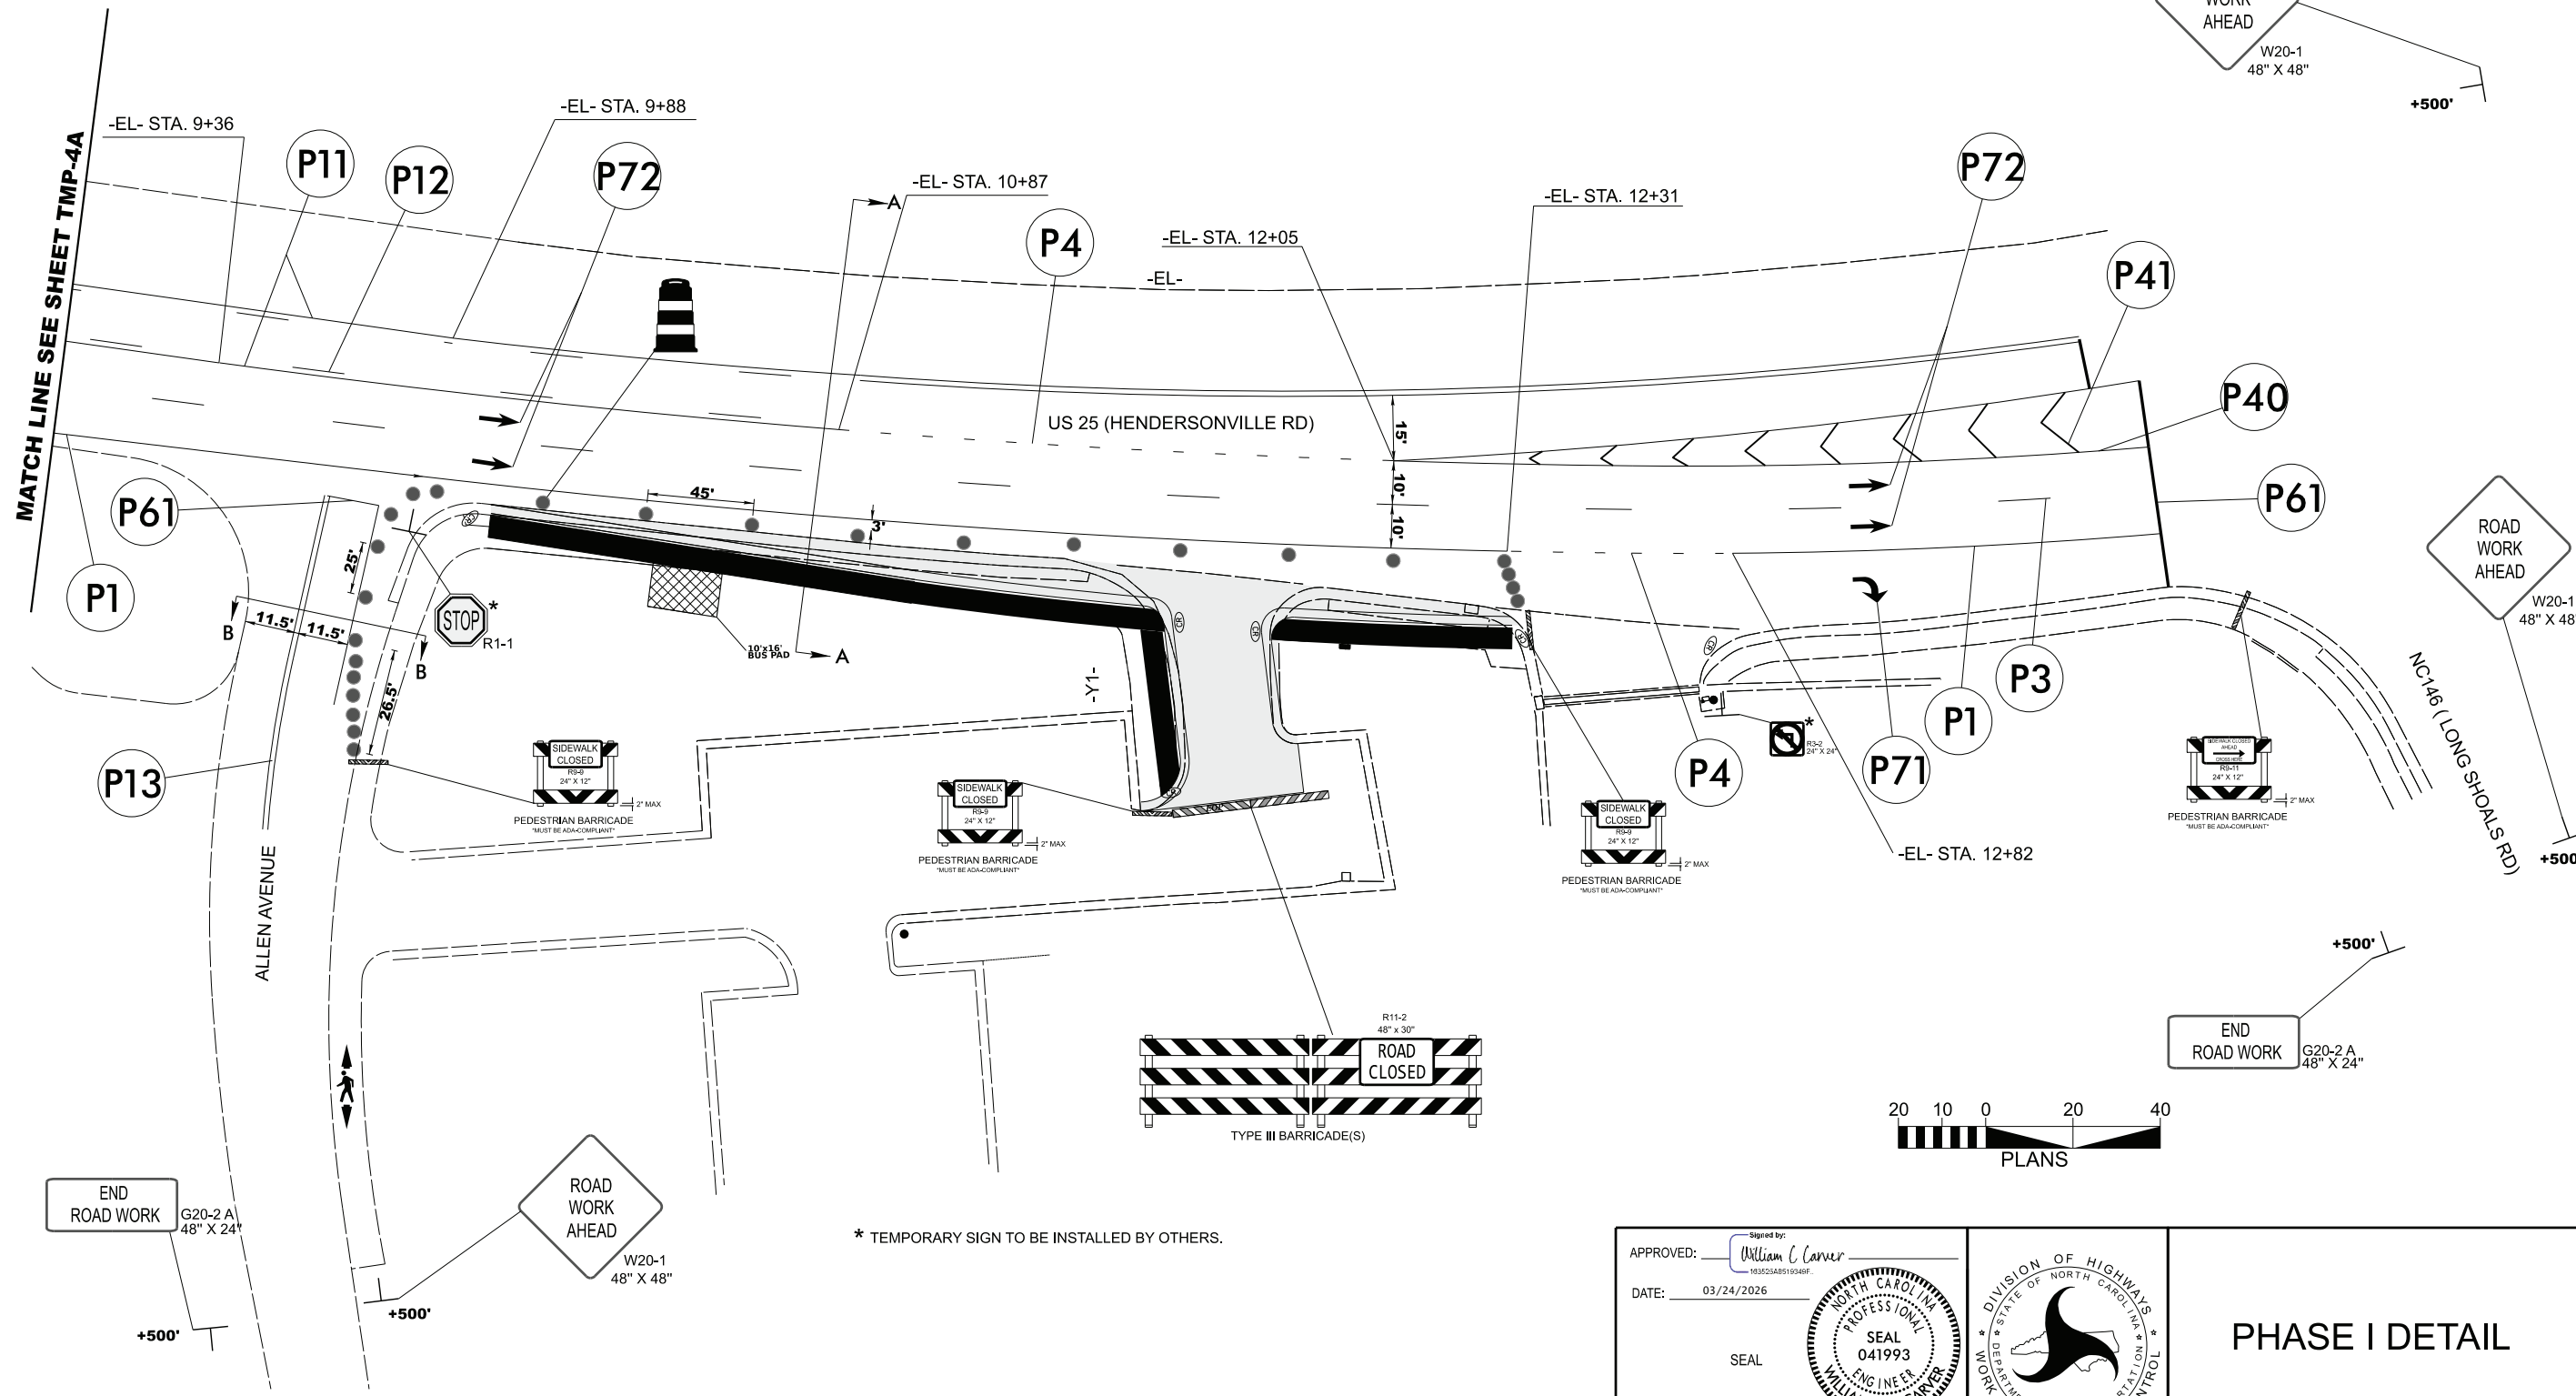 WORK
AHEAD
W20-1
48" X 48"
+500'
MATCH LINE SEE SHEET TMP-4A
-EL- STA. 9+36
P11
P12
-EL- STA. 9+88
P72
-EL- STA. 10+87
A
P4
-EL- STA. 12+05
-EL-
-EL- STA. 12+31
P72
P41
P40
P61
US 25 (HENDERSONVILLE RD)
15'
10'
10'
45'
3'
P61
P1
25'
11.5'
11.5'
B
B
26.5'
STOP
*
R1-1
10'x16'
BUS PAD
A
CR
CR
CR
CR
CR
CR
-Y1-
P13
SIDEWALK
CLOSED
R9-9
24" X 12"
2" MAX
PEDESTRIAN BARRICADE
"MUST BE ADA-COMPLIANT"
SIDEWALK
CLOSED
R9-9
24" X 12"
2" MAX
PEDESTRIAN BARRICADE
"MUST BE ADA-COMPLIANT"
SIDEWALK
CLOSED
R9-9
24" X 12"
2" MAX
PEDESTRIAN BARRICADE
"MUST BE ADA-COMPLIANT"
P4
*
R3-2
24" X 24"
P71
P1
P3
-EL- STA. 12+82
SIDEWALK CLOSED
AHEAD
CROSS HERE
R9-11
24" X 12"
2" MAX
PEDESTRIAN BARRICADE
"MUST BE ADA-COMPLIANT"
NC146 ( LONG SHOALS RD)
ROAD
WORK
AHEAD
W20-1
48" X 48"
+500'
ALLEN AVENUE
R11-2
48" x 30"
ROAD
CLOSED
TYPE III BARRICADE(S)
+500'
END
ROAD WORK
G20-2 A
48" X 24"
20 10 0 20 40
PLANS
END
ROAD WORK
G20-2 A
48" X 24"
+500'
ROAD
WORK
AHEAD
W20-1
48" X 48"
+500'
* TEMPORARY SIGN TO BE INSTALLED BY OTHERS.
APPROVED:
Signed by:
William C Carver
DATE: 03/24/2026
SEAL
NORTH CAROLINA
PROFESSIONAL
SEAL
041993
ENGINEER
DIVISION OF HIGHWAYS
STATE OF NORTH CAROLINA
PHASE I DETAIL